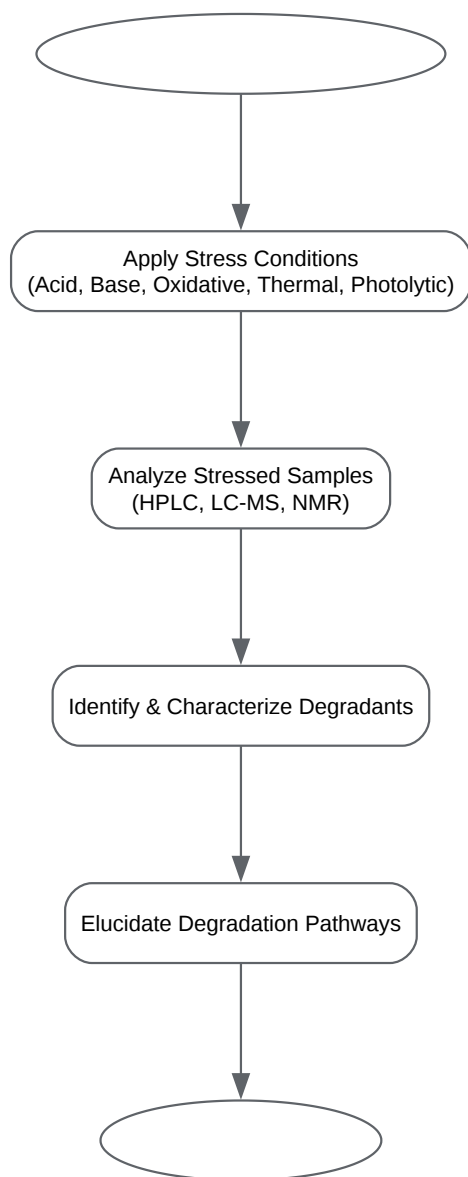 Apply Stress Conditions
(Acid, Base, Oxidative, Thermal, Photolytic)
Analyze Stressed Samples
(HPLC, LC-MS, NMR)
Identify & Characterize Degradants
Elucidate Degradation Pathways